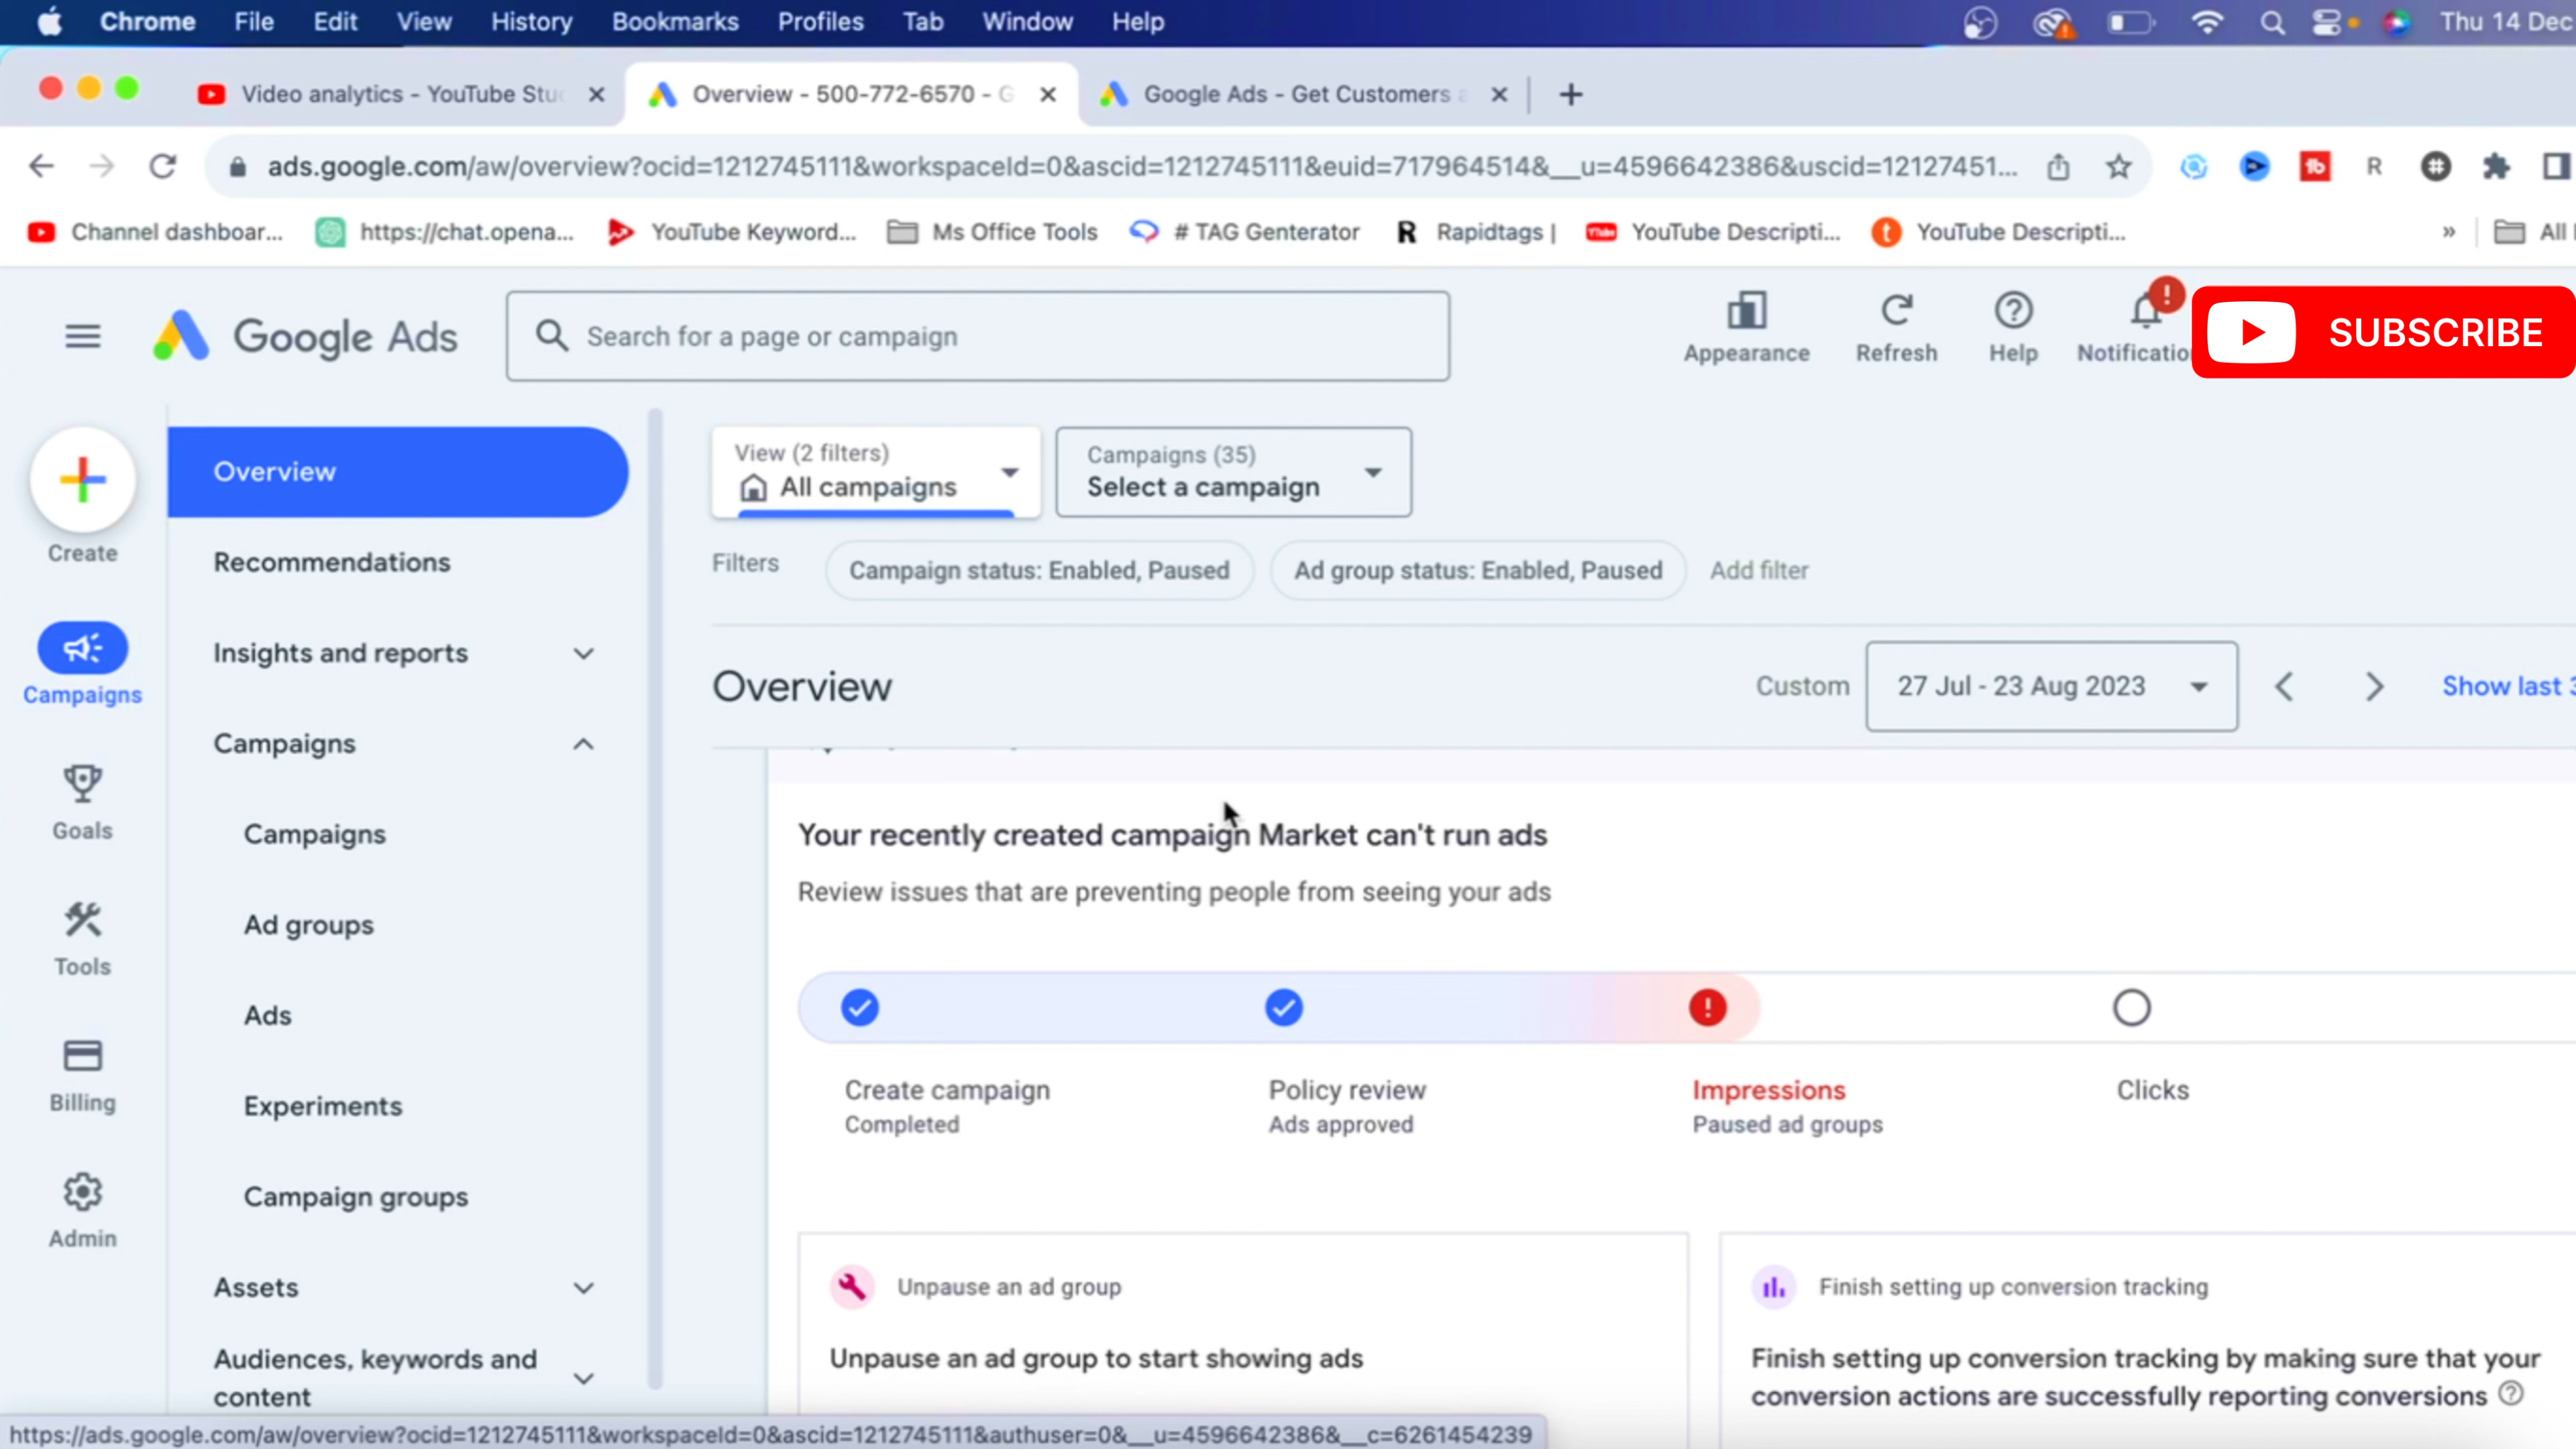 Chrome File Edit View History Bookmarks Profiles Tab Window Help Thu 14 Dec
Video analytics - YouTube Stu
Overview - 500-772-6570 - G
Google Ads - Get Customers a
ads.google.com/aw/overview?ocid=1212745111&workspaceId=0&ascid=1212745111&euid=717964514&__u=4596642386&uscid=12127451...
Channel dashboar... https://chat.opena... YouTube Keyword... Ms Office Tools # TAG Genterator Rapidtags | YouTube Descripti... YouTube Descripti... » All
Google Ads
Search for a page or campaign
Appearance
Refresh
Help
Notificatio
SUBSCRIBE
Create
Campaigns
Goals
Tools
Billing
Admin
Overview
Recommendations
Insights and reports
Campaigns
Campaigns
Ad groups
Ads
Experiments
Campaign groups
Assets
Audiences, keywords and
content
View (2 filters)
All campaigns
Campaigns (35)
Select a campaign
Filters Campaign status: Enabled, Paused Ad group status: Enabled, Paused Add filter
Overview
Custom 27 Jul - 23 Aug 2023 Show last 3
Your recently created campaign Market can't run ads
Review issues that are preventing people from seeing your ads
Create campaign
Completed
Policy review
Ads approved
Impressions
Paused ad groups
Clicks
Unpause an ad group
Unpause an ad group to start showing ads
Finish setting up conversion tracking
Finish setting up conversion tracking by making sure that your
conversion actions are successfully reporting conversions
https://ads.google.com/aw/overview?ocid=1212745111&workspaceId=0&ascid=1212745111&authuser=0&__u=4596642386&__c=6261454239